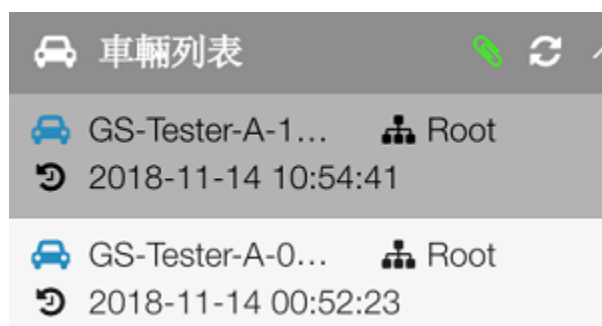 車輛列表
GS-Tester-A-1... Root
2018-11-14 10:54:41
GS-Tester-A-0... Root
2018-11-14 00:52:23